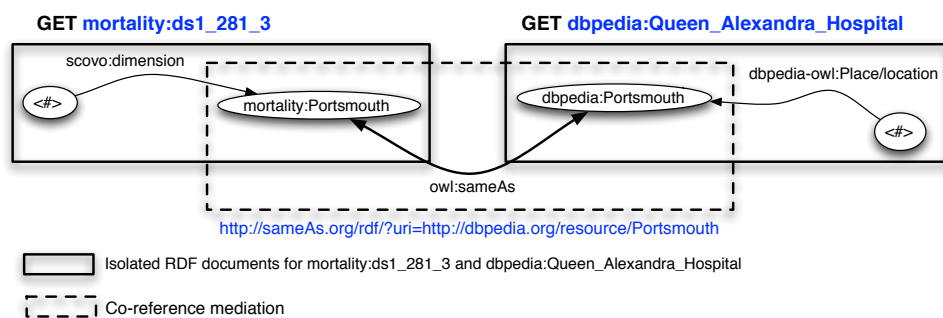 GET mortality:ds1_281_3
GET dbpedia:Queen_Alexandra_Hospital
scovo:dimension
dbpedia-owl:Place/location
<#>
mortality:Portsmouth
dbpedia:Portsmouth
<#>
owl:sameAs
http://sameAs.org/rdf/?uri=http://dbpedia.org/resource/Portsmouth
Isolated RDF documents for mortality:ds1_281_3 and dbpedia:Queen_Alexandra_Hospital
Co-reference mediation